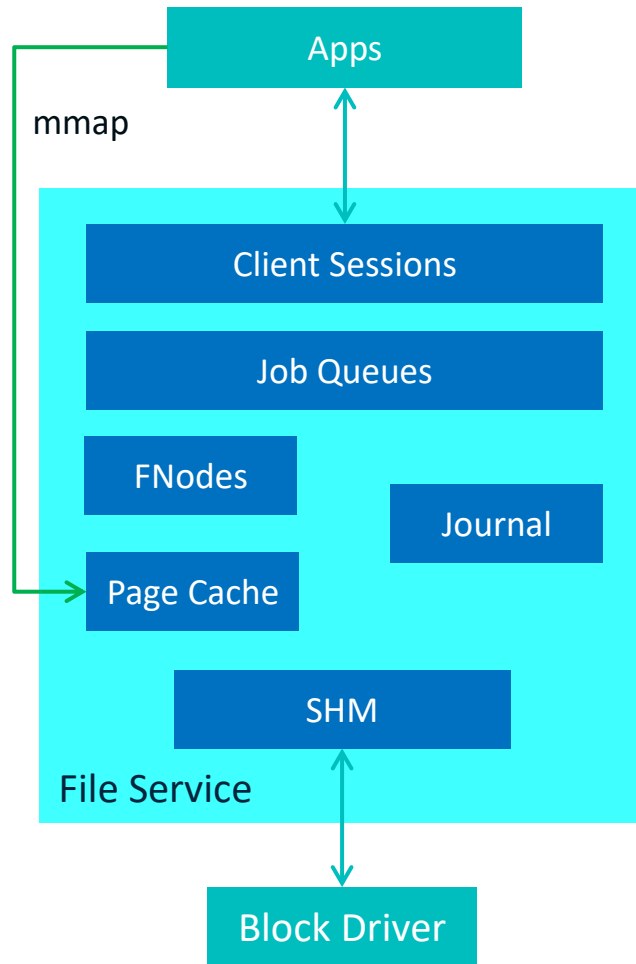 Apps
mmap
Client Sessions
Job Queues
FNodes
Journal
Page Cache
SHM
File Service
Block Driver